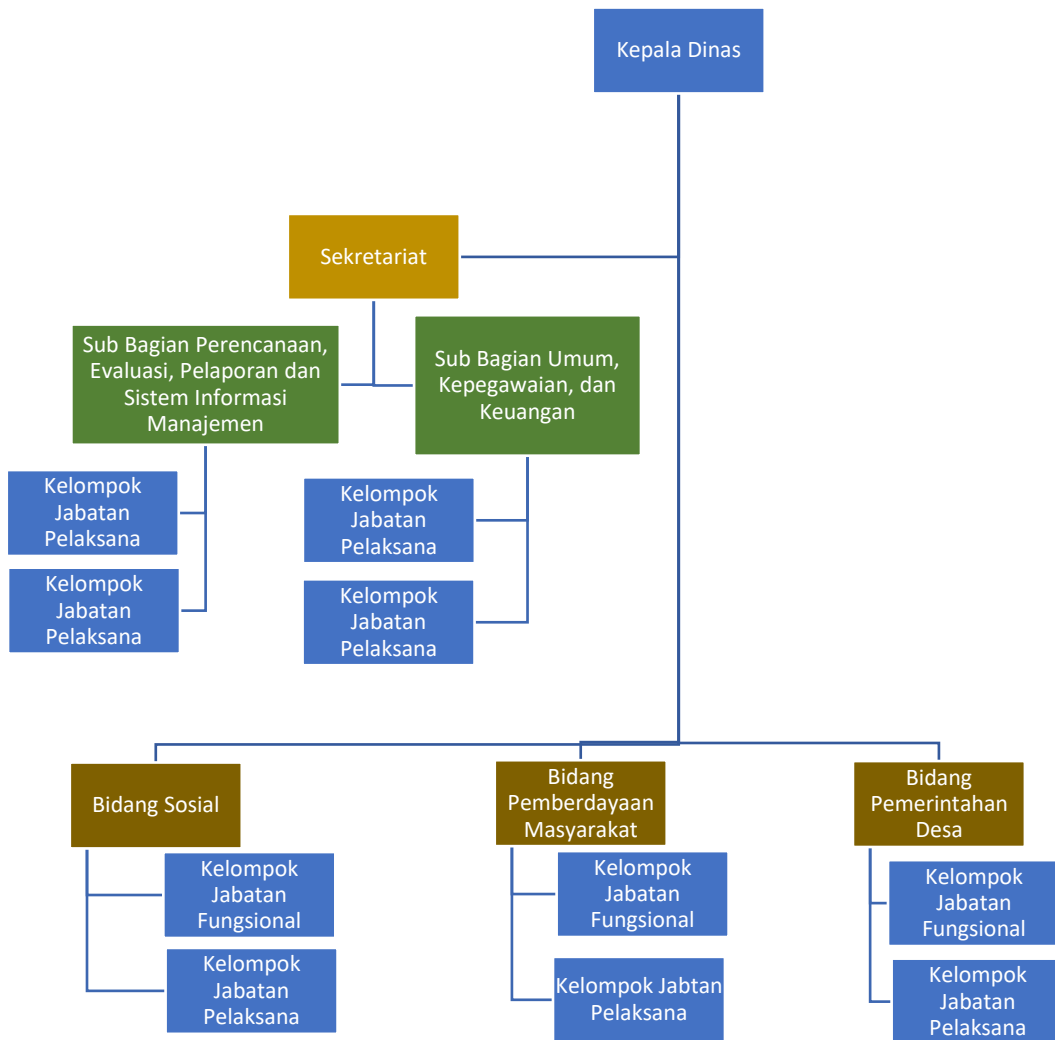 Kepala Dinas
Sekretariat
Sub Bagian Perencanaan,
Evaluasi, Pelaporan dan
Sistem Informasi
Manajemen
Sub Bagian Umum,
Kepegawaian, dan
Keuangan
Kelompok
Jabatan
Pelaksana
Kelompok
Jabatan
Pelaksana
Kelompok
Jabatan
Pelaksana
Kelompok
Jabatan
Pelaksana
Bidang Sosial
Kelompok
Jabatan
Fungsional
Kelompok
Jabatan
Pelaksana
Bidang
Pemberdayaan
Masyarakat
Kelompok
Jabatan
Fungsional
Kelompok Jabtan
Pelaksana
Bidang
Pemerintahan
Desa
Kelompok
Jabatan
Fungsional
Kelompok
Jabatan
Pelaksana